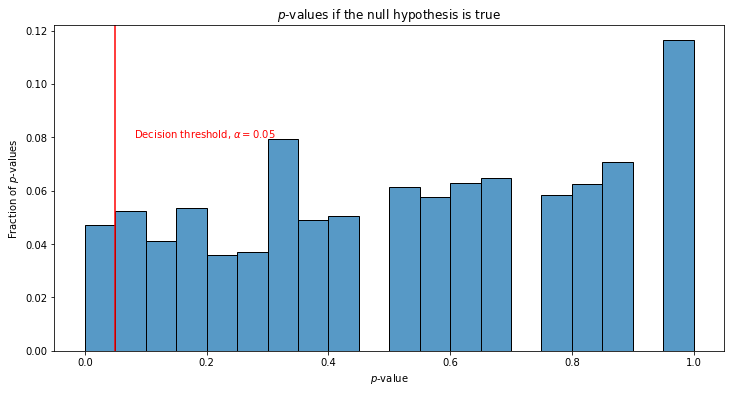 p-values if the null hypothesis is true
0.12
0.10
0.08
0.06
0.04
0.02
0.00
Fraction of p-values
Decision threshold, α = 0.05
0.0 0.2 0.4 0.6 0.8 1.0
p-value